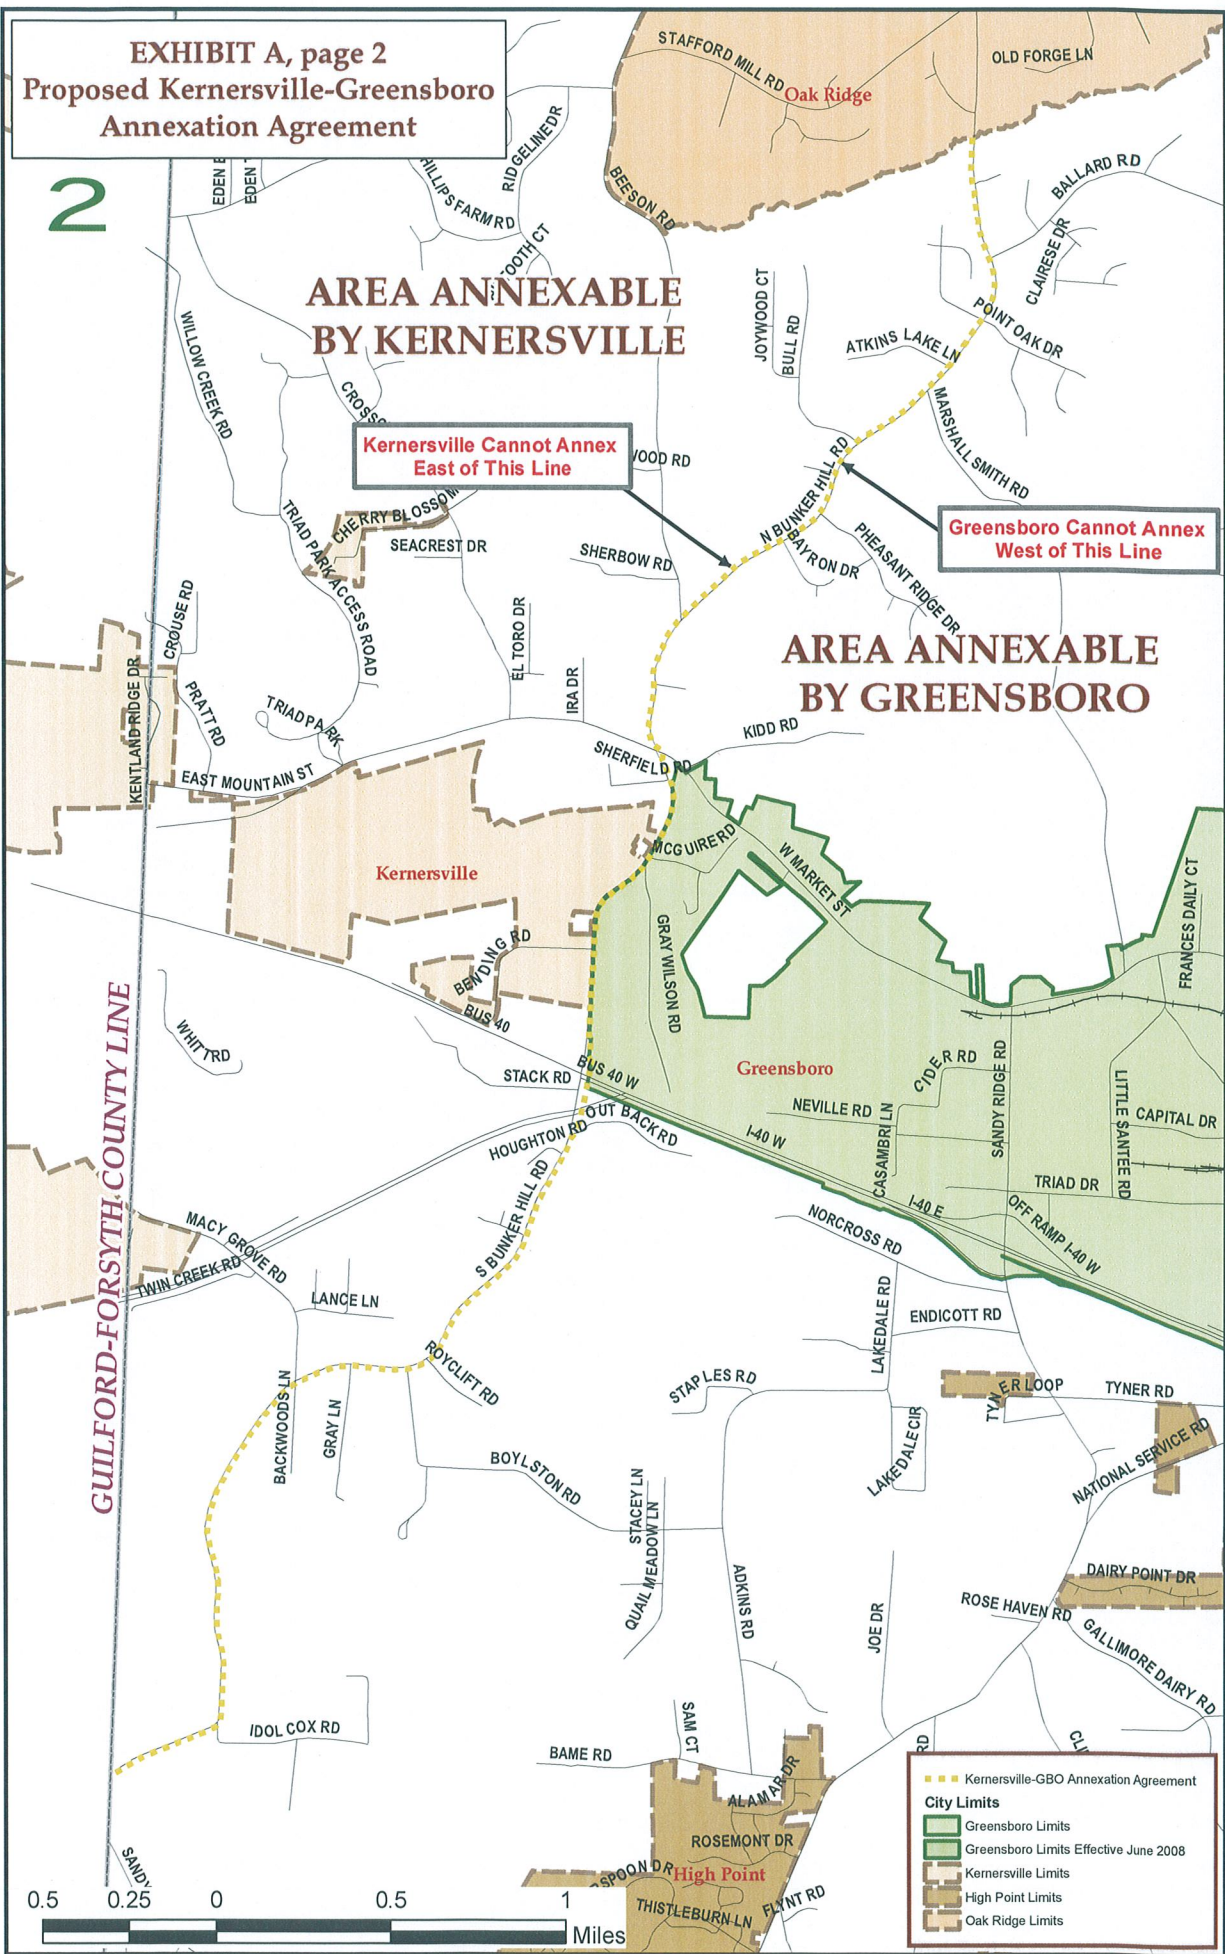 EXHIBIT A, page 2
Proposed Kernersville-Greensboro
Annexation Agreement
2
STAFFORD MILL RD
OLD FORGE LN
Oak Ridge
RIDGELINE DR
BEESON RD
BALLARD RD
CLAIRESE DR
EDEN
EDEN
AREA ANNEXABLE
BY KERNERSVILLE
JOYWOOD CT
BULL RD
POINT OAK DR
ATKINS LAKE LN
WILLOW CREEK RD
MARSHALL SMITH RD
Kernersville Cannot Annex
East of This Line
N BUNKER HILL RD
Greensboro Cannot Annex
West of This Line
TRIAD PARK ACCESS ROAD
CHERRY BLOSSOM
SEACREST DR
SHERBOW RD
BAYRON DR
PHEASANT RIDGE DR
CROUSE RD
EL TORO DR
AREA ANNEXABLE
BY GREENSBORO
KENTLAND RIDGE DR
PRATT RD
TRIAD PARK
IRA DR
SHERFIELD RD
KIDD RD
EAST MOUNTAIN ST
MCGUIRE RD
W MARKET ST
Kernersville
FRANCES DAILY CT
GRAY WILSON RD
BENDING RD
BUS 40
WHITT RD
GUILFORD-FORSYTH COUNTY LINE
STACK RD
BUS 40 W
Greensboro
CIDER RD
SANDY RIDGE RD
LITTLE SANTEE RD
CAPITAL DR
NEVILLE RD
CASAMBRI LN
OUT BACK RD
HOUGHTON RD
I-40 W
TRIAD DR
I-40 E
OFF RAMP I-40 W
S BUNKER HILL RD
NORCROSS RD
MACY GROVE RD
TWIN CREEK RD
LANCE LN
LAKEDALE RD
ENDICOTT RD
ROYCLIFT RD
STAPLES RD
TYNER LOOP
TYNER RD
BACKWOODS LN
GRAY LN
LAKEDALE CIR
NATIONAL SERVICE RD
BOYLSTON RD
STACEY LN
QUAIL MEADOW LN
ADKINS RD
DAIRY POINT DR
JOE DR
ROSE HAVEN RD
GALLIMORE DAIRY RD
IDOL COX RD
SAM CT
BAME RD
ALAMAR DR
ROSEMONT DR
High Point
THISTLEBURN LN
FLYNT RD
SANDY
0.5 0.25 0 0.5 1
Miles
Kernersville-GBO Annexation Agreement
City Limits
Greensboro Limits
Greensboro Limits Effective June 2008
Kernersville Limits
High Point Limits
Oak Ridge Limits